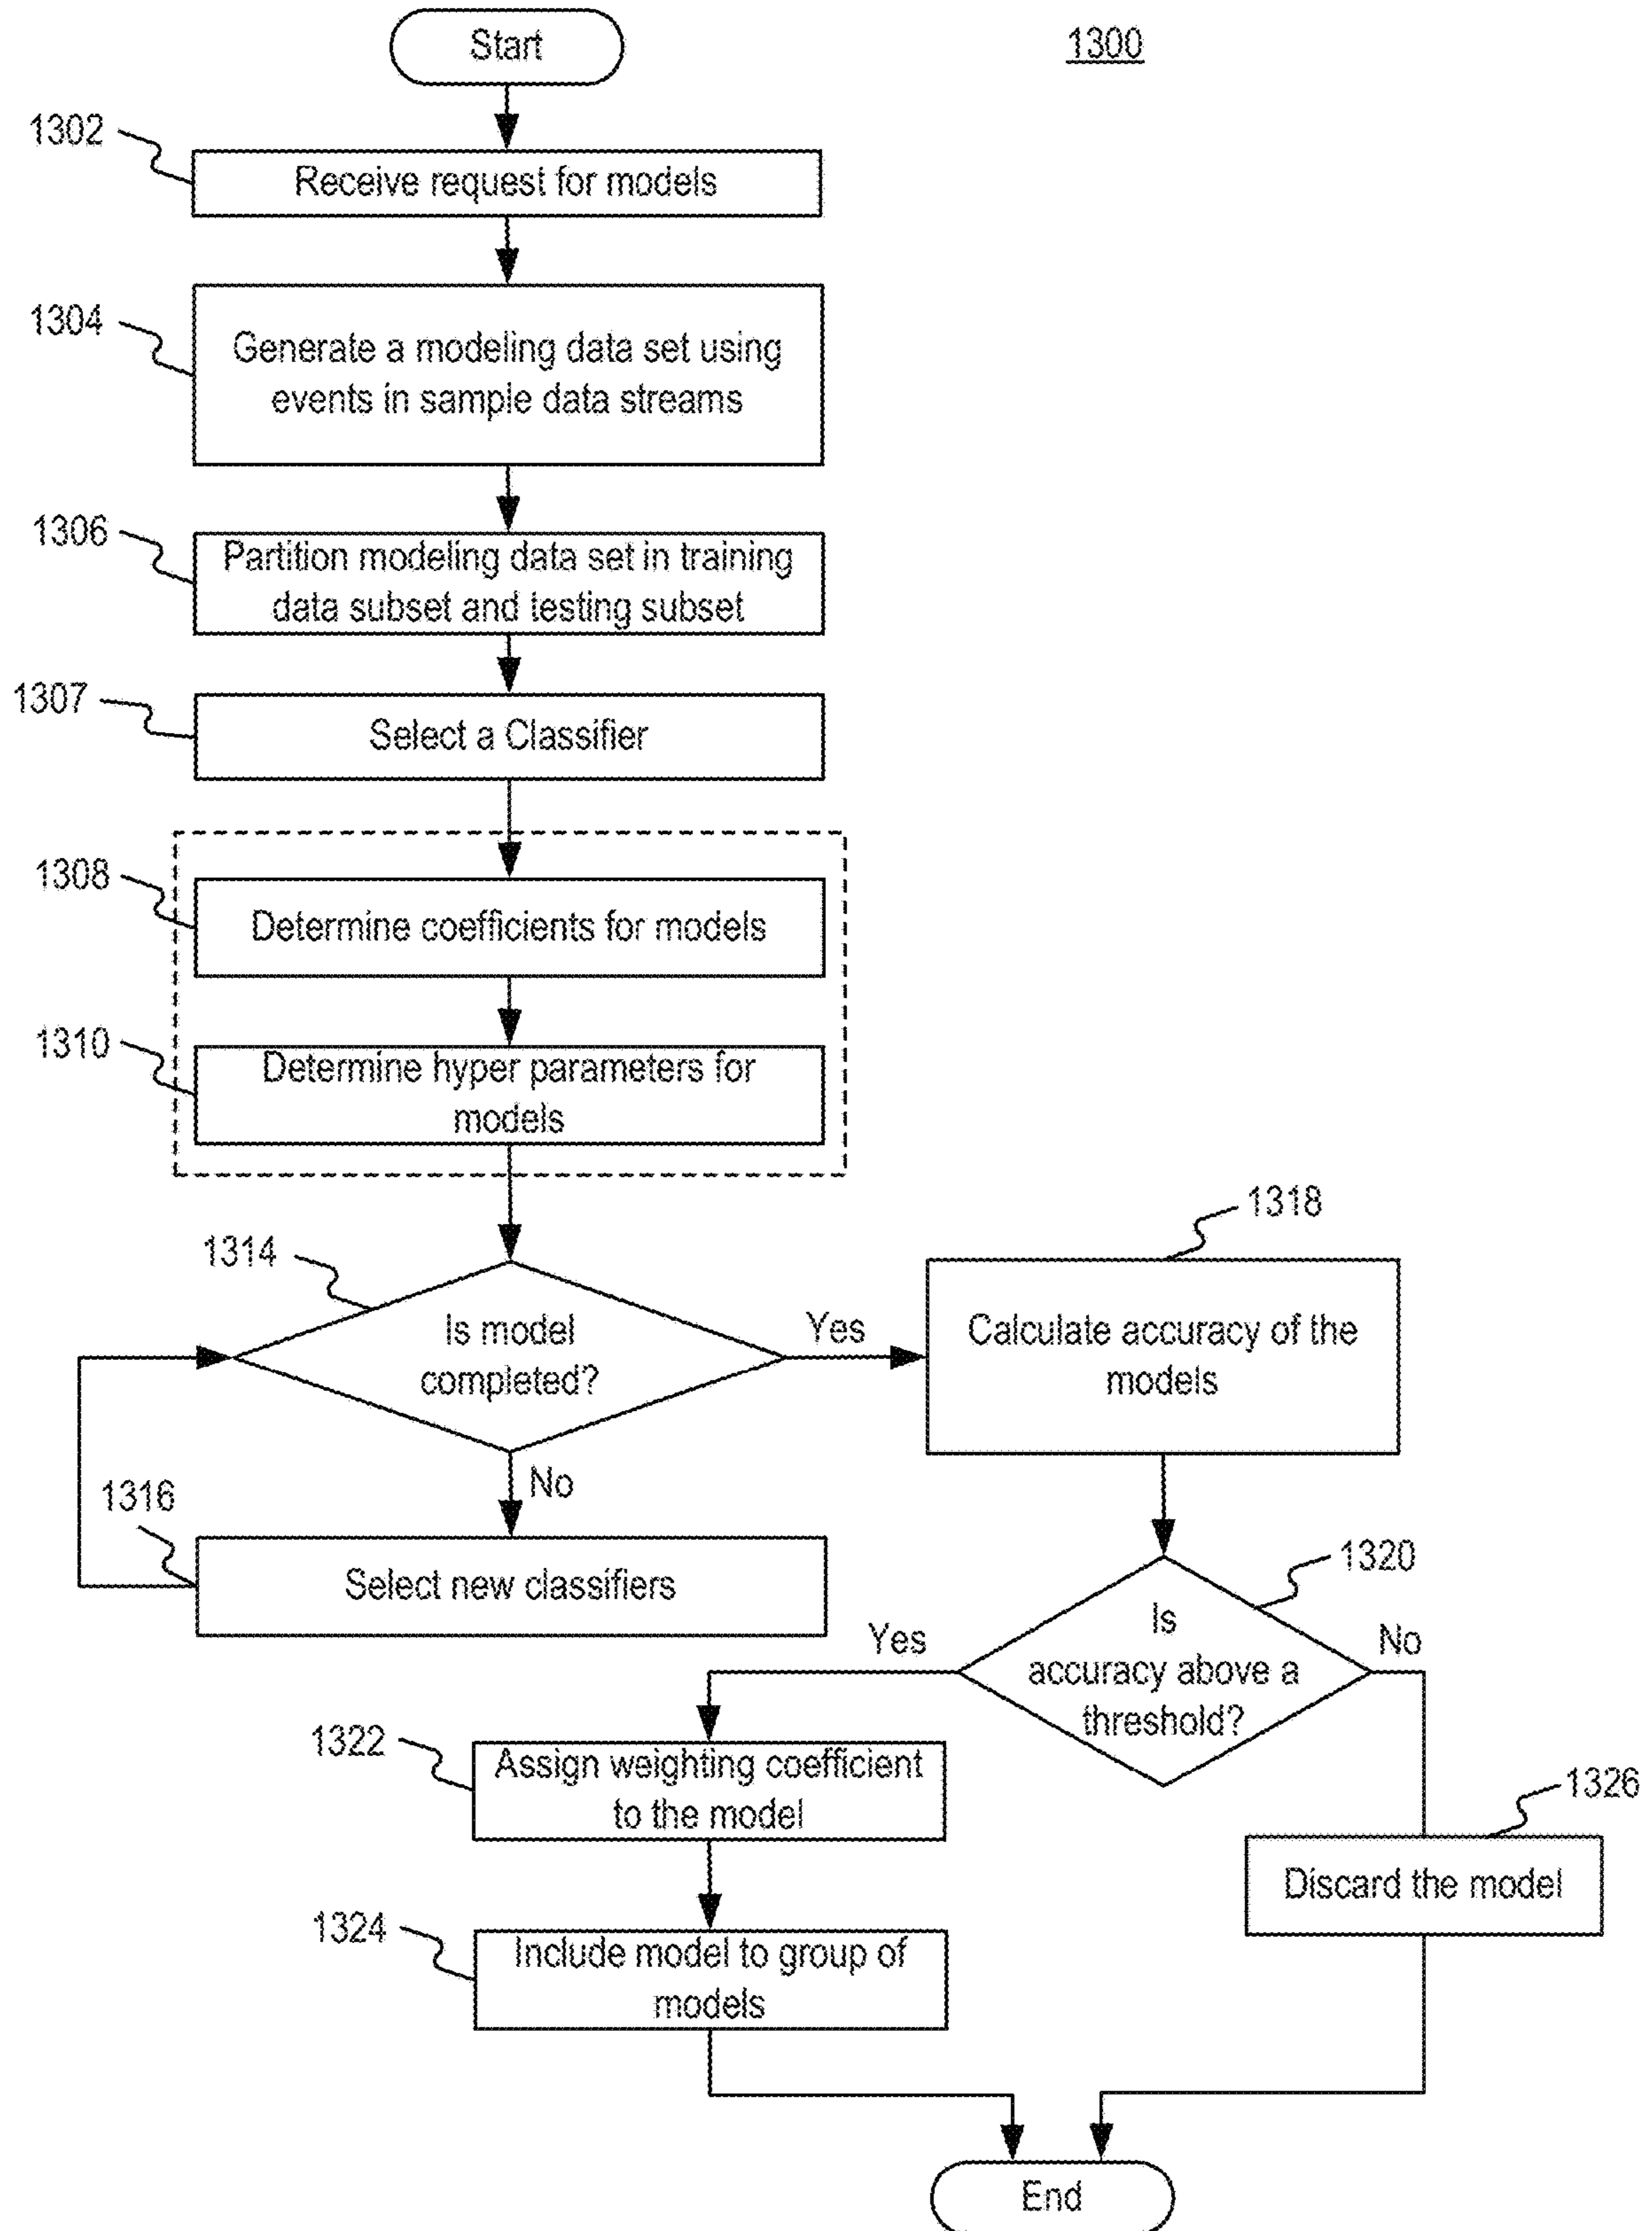 Start
1300
1302
Receive request for models
1304
Generate a modeling data set using
events in sample data streams
1306
Partition modeling data set in training
data subset and testing subset
1307
Select a Classifier
1308
Determine coefficients for models
1310
Determine hyper parameters for
models
1314
Is model
completed?
Yes
1318
Calculate accuracy of the
models
No
1316
Select new classifiers
1320
Is
accuracy above a
threshold?
Yes
No
1322
Assign weighting coefficient
to the model
1326
Discard the model
1324
Include model to group of
models
End